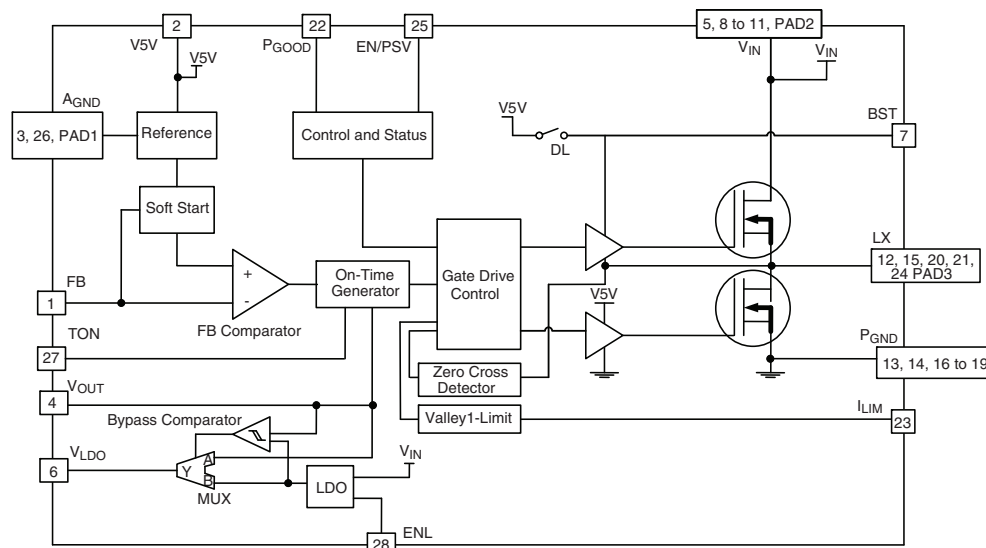 2
22
25
5, 8 to 11, PAD2
V5V
PGOOD
EN/PSV
VIN
VIN
V5V
AGND
3, 26, PAD1
Reference
Control and Status
V5V
DL
BST
7
Soft Start
LX
12, 15, 20, 21,
24 PAD3
FB
1
+
-
FB Comparator
On-Time
Generator
Gate Drive
Control
V5V
TON
27
PGND
13, 14, 16 to 19
Zero Cross
Detector
VOUT
4
Bypass Comparator
Valley1-Limit
ILIM
23
VLDO
6
Y
A
B
MUX
LDO
VIN
ENL
28